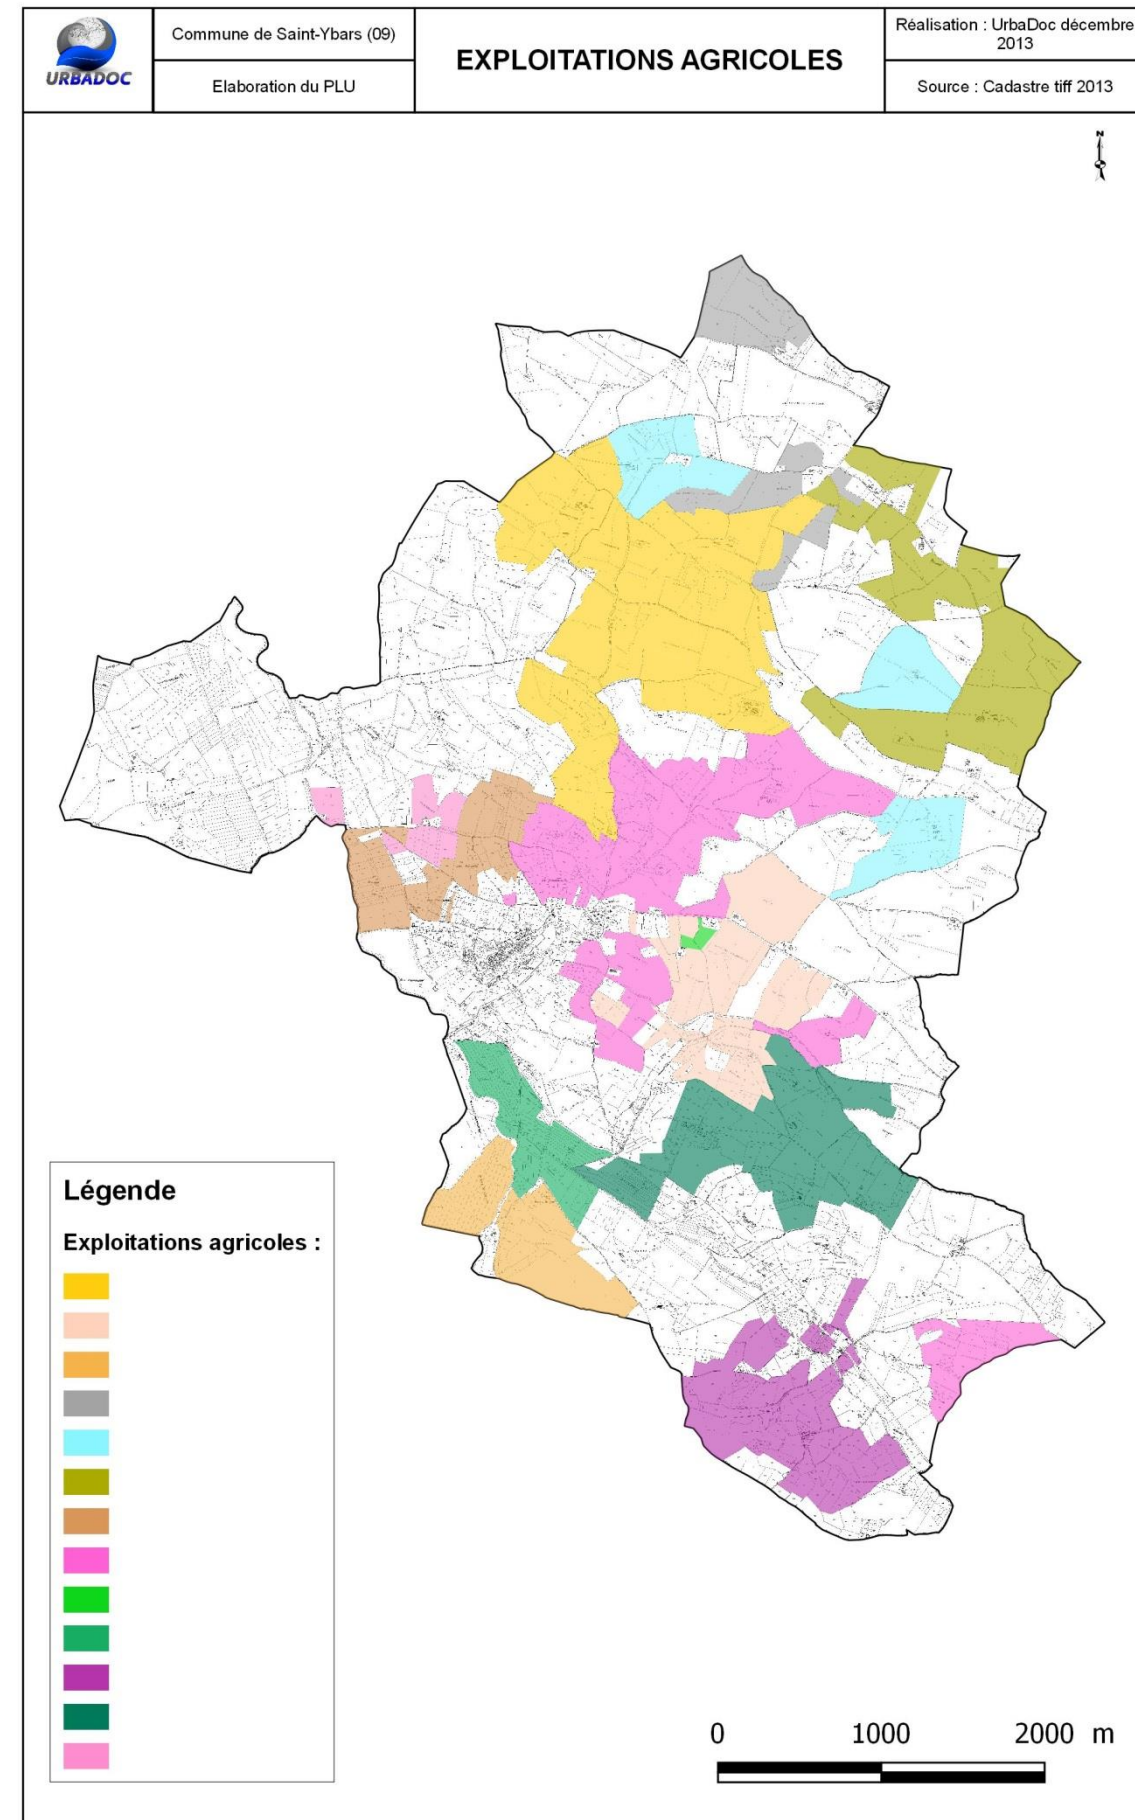 URBADOC
Commune de Saint-Ybars (09)
Elaboration du PLU
EXPLOITATIONS AGRICOLES
Réalisation : UrbaDoc décembre
2013
Source : Cadastre tiff 2013
N
Légende
Exploitations agricoles :
0 1000 2000 m